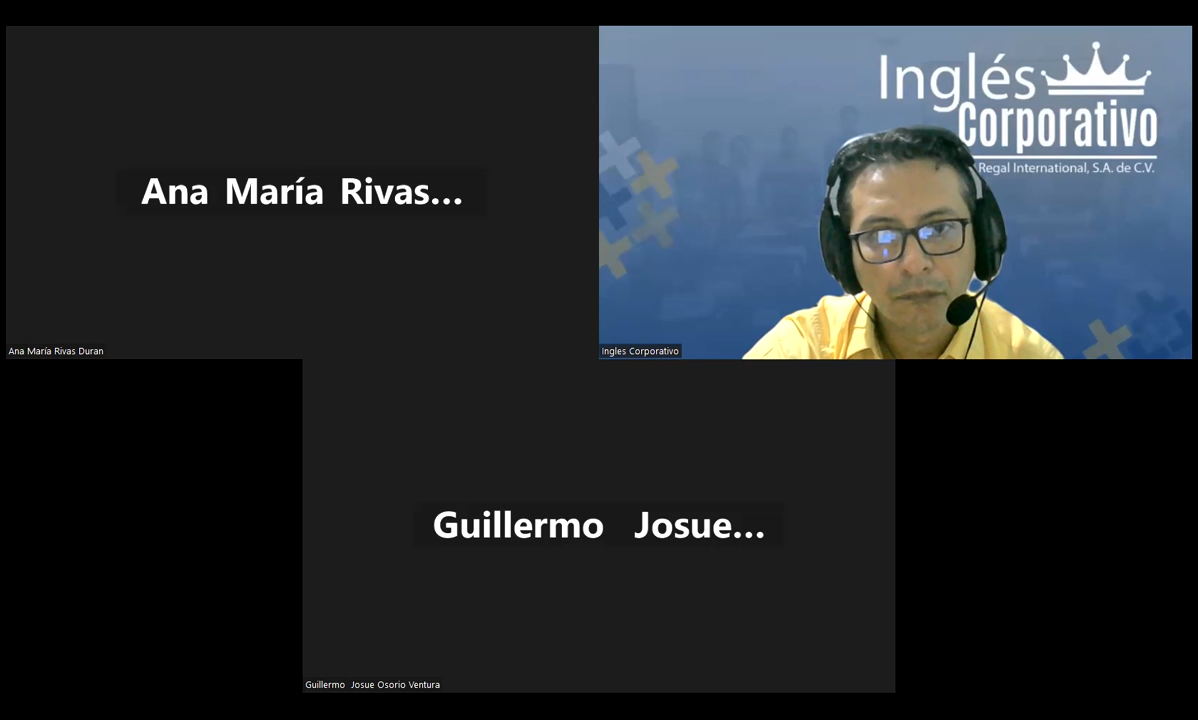 Ana María Rivas...
Ana María Rivas Duran
Inglés
Corporativo
Regal International, S.A. de C.V.
Ingles Corporativo
Guillermo Josue...
Guillermo Josue Osorio Ventura